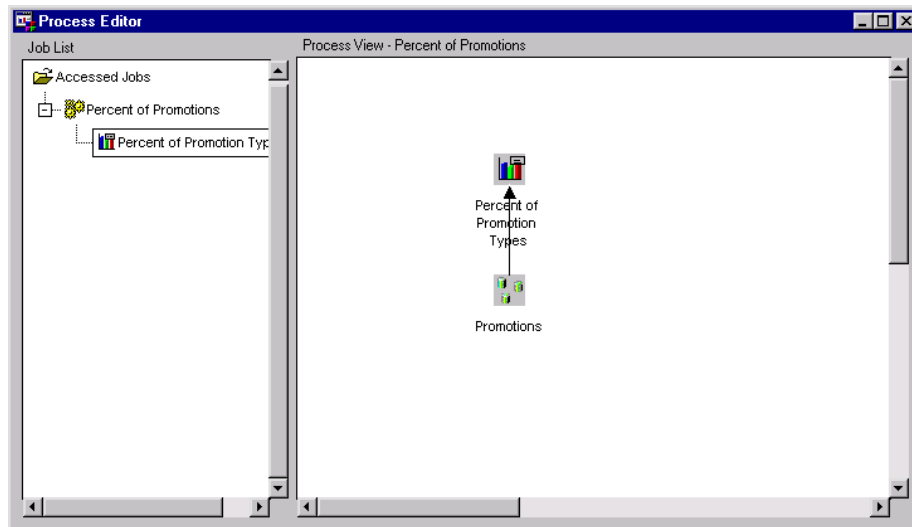 Process Editor
Job List
Process View - Percent of Promotions
Accessed Jobs
Percent of Promotions
Percent of Promotion Typ
Percent of
Promotion
Types
Promotions